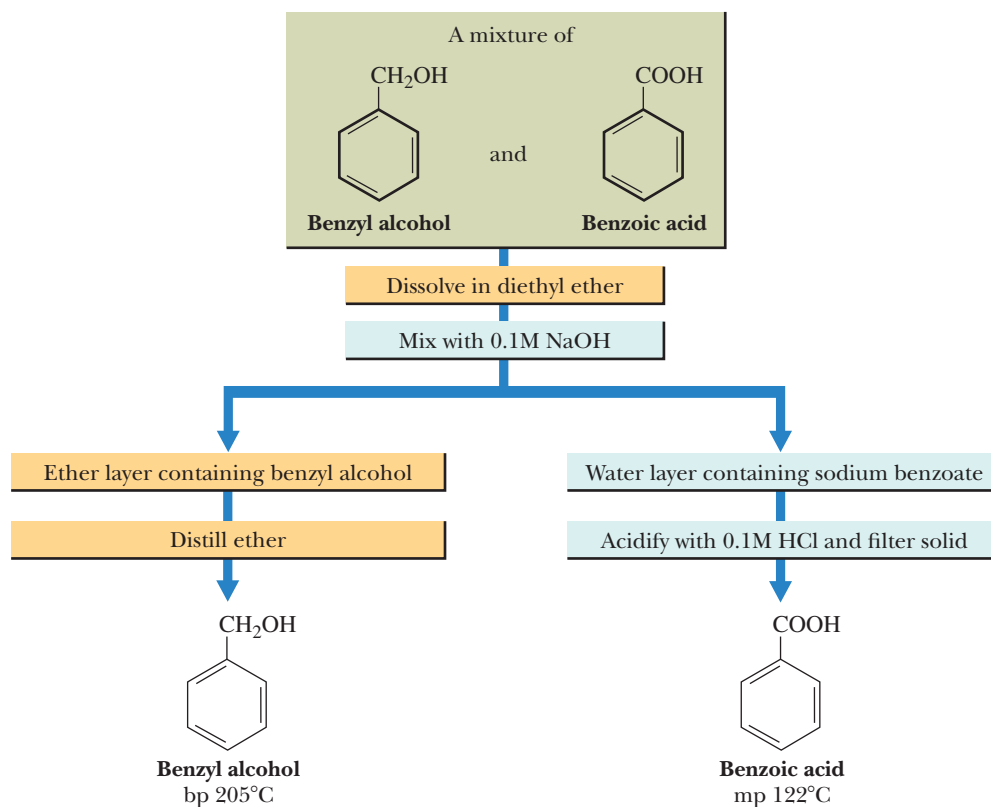 A mixture of
CH₂OH
COOH
and
Benzyl alcohol
Benzoic acid
Dissolve in diethyl ether
Mix with 0.1M NaOH
Ether layer containing benzyl alcohol
Water layer containing sodium benzoate
Distill ether
Acidify with 0.1M HCl and filter solid
CH₂OH
COOH
Benzyl alcohol
bp 205°C
Benzoic acid
mp 122°C